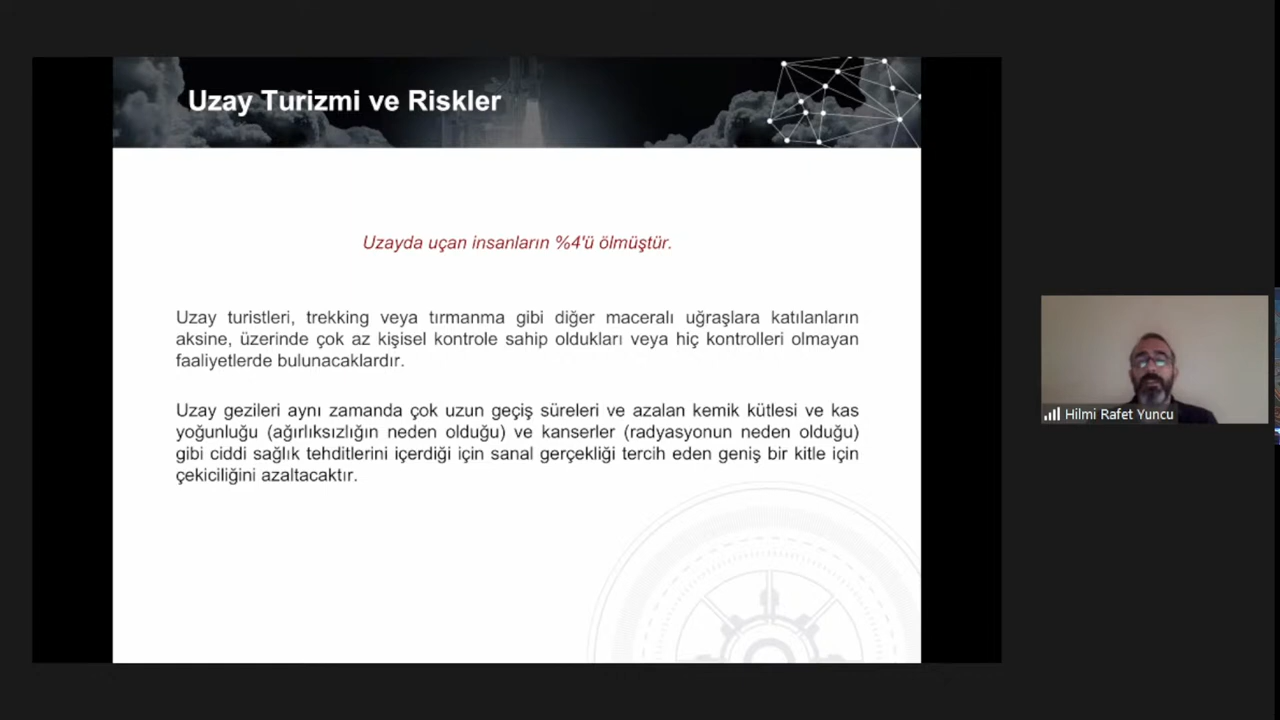 Uzay Turizmi ve Riskler
Uzayda uçan insanların %4'ü ölmüştür.
Uzay turistleri, trekking veya tırmanma gibi diğer maceralı uğraşlara katılanların
aksine, üzerinde çok az kişisel kontrole sahip oldukları veya hiç kontrolleri olmayan
faaliyetlerde bulunacaklardır.
Uzay gezileri aynı zamanda çok uzun geçiş süreleri ve azalan kemik kütlesi ve kas
yoğunluğu (ağırlıksızlığın neden olduğu) ve kanserler (radyasyonun neden olduğu)
gibi ciddi sağlık tehditlerini içerdiği için sanal gerçekliği tercih eden geniş bir kitle için
çekiciliğini azaltacaktır.
Hilmi Rafet Yuncu